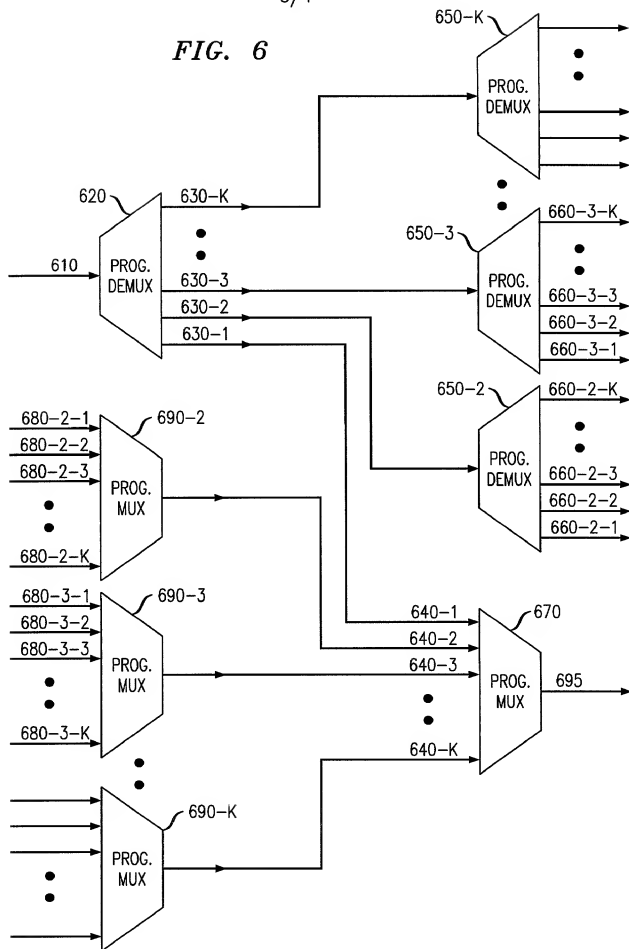 FIG. 6
650-K
PROG.
DEMUX
620
630-K
610
PROG.
DEMUX
630-3
630-2
630-1
650-3
660-3-K
PROG.
DEMUX
660-3-3
660-3-2
660-3-1
650-2
660-2-K
PROG.
DEMUX
660-2-3
660-2-2
660-2-1
680-2-1
680-2-2
680-2-3
680-2-K
690-2
PROG.
MUX
680-3-1
680-3-2
680-3-3
680-3-K
690-3
PROG.
MUX
640-1
640-2
640-3
640-K
670
PROG.
MUX
695
690-K
PROG.
MUX